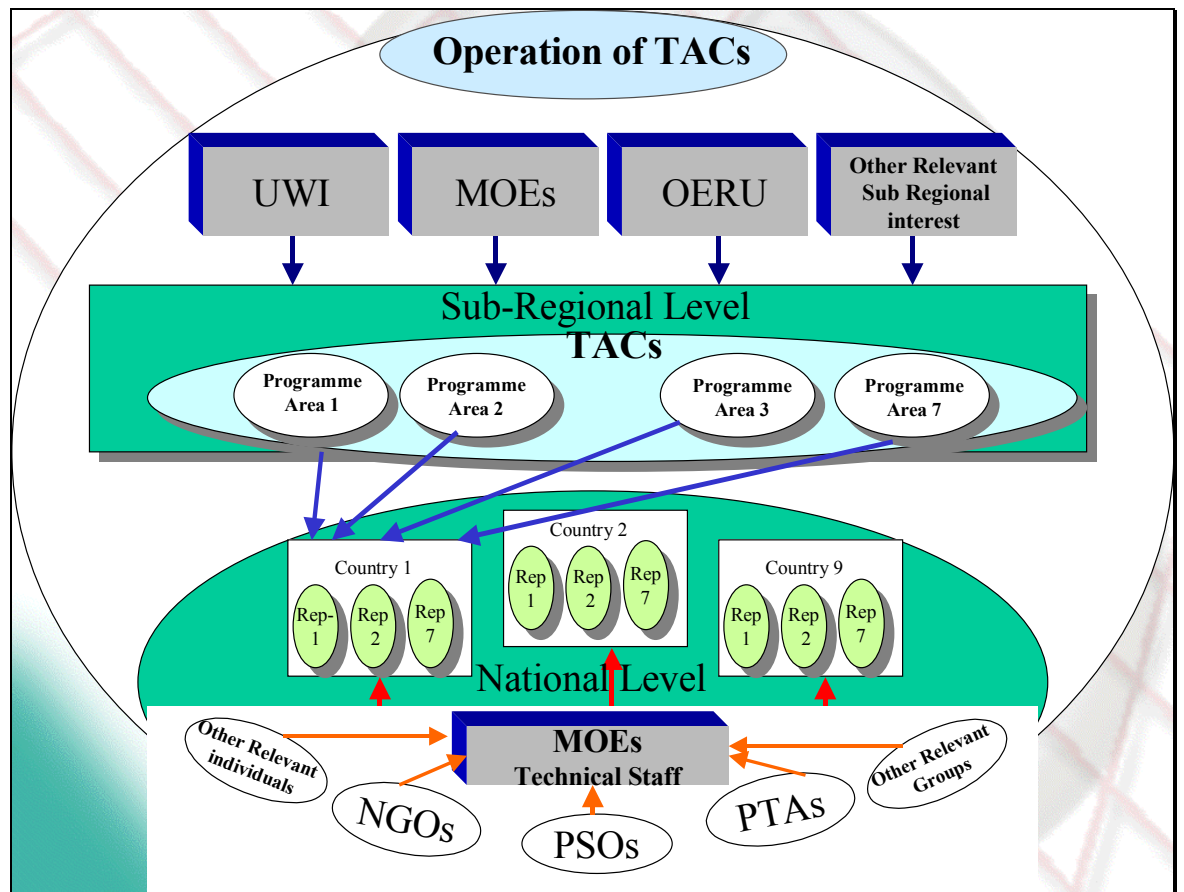 Operation of TACs
UWI
MOEs
OERU
Other Relevant
Sub Regional
interest
Sub-Regional Level
TACs
Programme
Area 1
Programme
Area 2
Programme
Area 3
Programme
Area 7
Country 1
Rep-
1
Rep
2
Rep
7
Country 2
Rep
1
Rep
2
Rep
7
Country 9
Rep
1
Rep
2
Rep
7
National Level
MOEs
Technical Staff
Other Relevant
individuals
NGOs
PSOs
PTAs
Other Relevant
Groups